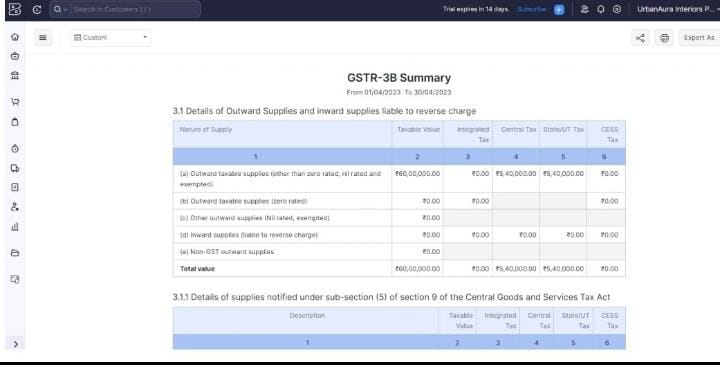 Search in Customers ( / )
Trial expires in 14 days. Subscribe
UrbanAura Interiors P...
Custom
Export As
GSTR-3B Summary
From 01/04/2023 To 30/04/2023
3.1 Details of Outward Supplies and inward supplies liable to reverse charge
Nature of Supply Taxable Value Integrated Tax Central Tax State/UT Tax CESS Tax
1 2 3 4 5 6
(a) Outward taxable supplies (other than zero rated, nil rated and exempted) ₹60,00,000.00 ₹0.00 ₹5,40,000.00 ₹5,40,000.00 ₹0.00
(b) Outward taxable supplies (zero rated) ₹0.00 ₹0.00 ₹0.00
(c) Other outward supplies (Nil rated, exempted) ₹0.00
(d) Inward supplies (liable to reverse charge) ₹0.00 ₹0.00 ₹0.00 ₹0.00 ₹0.00
(e) Non-GST outward supplies ₹0.00
Total value ₹60,00,000.00 ₹0.00 ₹5,40,000.00 ₹5,40,000.00 ₹0.00
3.1.1 Details of supplies notified under sub-section (5) of section 9 of the Central Goods and Services Tax Act
Description Taxable Value Integrated Tax Central Tax State/UT Tax CESS Tax
1 2 3 4 5 6